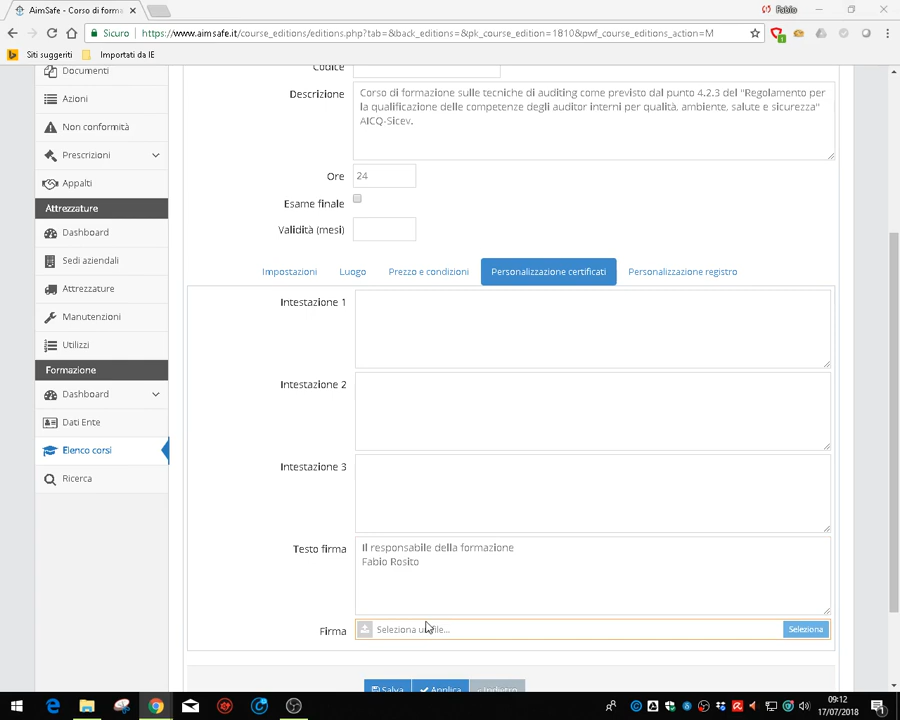 AimSafe - Corso di forma
Pablo
Sicuro
https://www.aimsafe.it/course_editions/editions.php?tab=&back_editions=&pk_course_edition=1810&pwf_course_editions_action=M
Siti suggeriti
Importati da IE
Documenti
Azioni
Non conformità
Prescrizioni
Appalti
Attrezzature
Dashboard
Sedi aziendali
Attrezzature
Manutenzioni
Utilizzi
Formazione
Dashboard
Dati Ente
Elenco corsi
Ricerca
Codice
Descrizione
Corso di formazione sulle tecniche di auditing come previsto dal punto 4.2.3 del "Regolamento per
la qualificazione delle competenze degli auditor interni per qualità, ambiente, salute e sicurezza"
AICQ-Sicev.
Ore
24
Esame finale
Validità (mesi)
Impostazioni
Luogo
Prezzo e condizioni
Personalizzazione certificati
Personalizzazione registro
Intestazione 1
Intestazione 2
Intestazione 3
Testo firma
Il responsabile della formazione
Fabio Rosito
Firma
Seleziona un file...
Seleziona
Salva
Applica
Indietro
09:12
17/07/2018